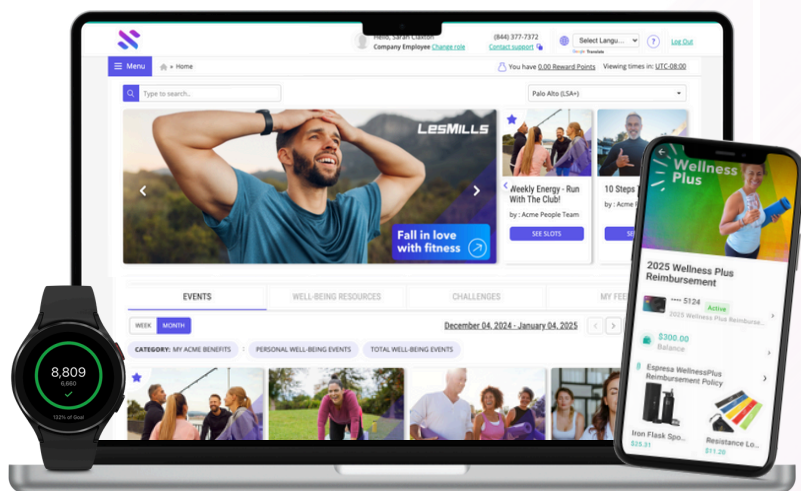 Hello, Sarah Claxton
Company Employee Change role
(844) 377-7372
Contact support
Select Langu...
Google Translate
?
Log Out
Menu
» Home
You have 0.00 Reward Points
Viewing times in: UTC-08:00
Type to search..
Palo Alto (LSA+)
LesMills
Fall in love
with fitness
Weekly Energy - Run
With The Club!
by : Acme People Team
SEE SLOTS
10 Steps
by : Acme
EVENTS
WELL-BEING RESOURCES
CHALLENGES
MY FEE
WEEK
MONTH
December 04, 2024 - January 04, 2025
CATEGORY: MY ACME BENEFITS
:
PERSONAL WELL-BEING EVENTS
TOTAL WELL-BEING EVENTS
8,809
6,660
132% of Goal
Wellness
Plus
2025 Wellness Plus
Reimbursement
•••• 5124
Active
2025 Wellness Plus Reimburse...
$300.00
Balance
Espresa WellnessPlus
Reimbursement Policy
Iron Flask Spo...
$25.31
Resistance Lo...
$11.20